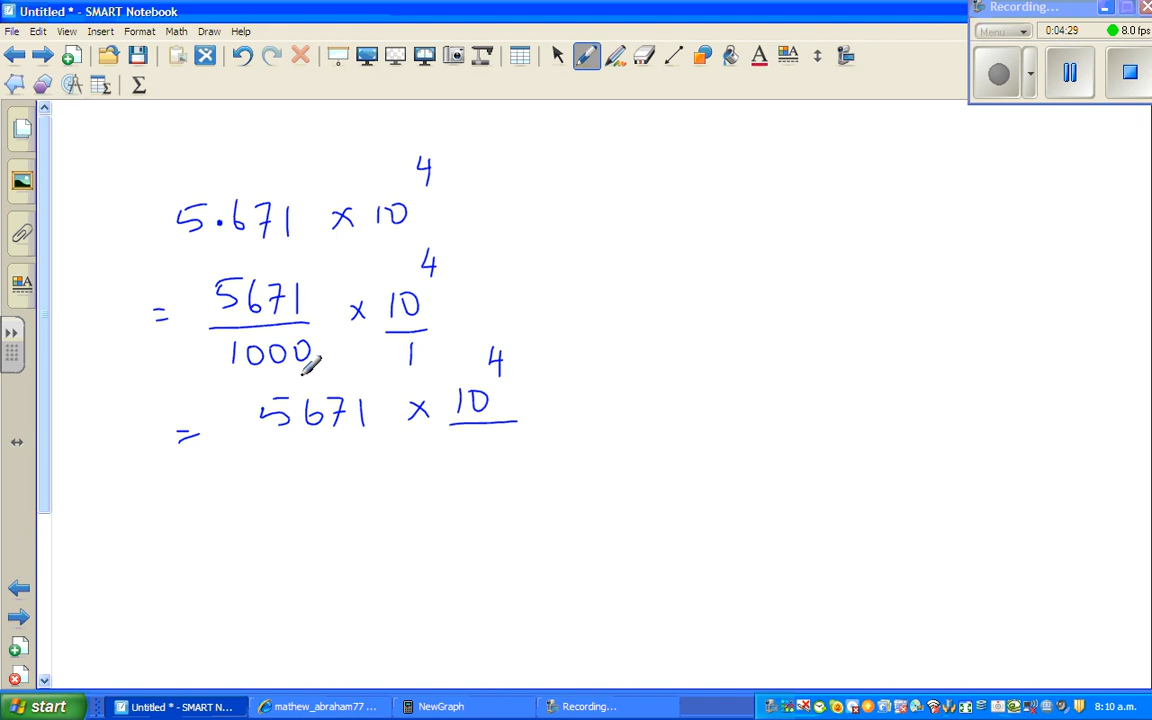 Untitled * - SMART Notebook
Recording...
File Edit View Insert Format Math Draw Help
Menu
0:04:29
8.0 fps
5.671 × 10^4
= 5671/1000 × 10^4/1
= 5671 × 10^4
start
Untitled * - SMART N...
mathew_abraham77 ...
NewGraph
Recording...
8:10 a.m.